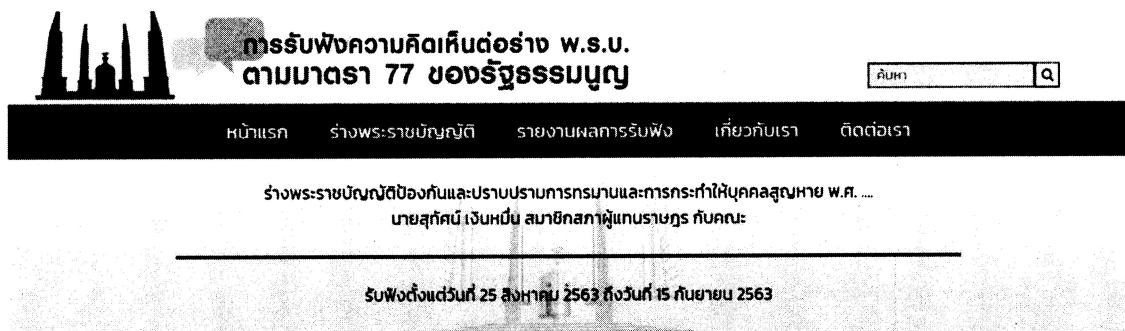 การรับฟังความคิดเห็นต่อร่าง พ.ร.บ.
ตามมาตรา 77 ของรัฐธรรมนูญ
ค้นหา
หน้าแรก ร่างพระราชบัญญัติ รายงานผลการรับฟัง เกี่ยวกับเรา ติดต่อเรา
ร่างพระราชบัญญัติป้องกันและปราบปรามการทรมานและการกระทำให้บุคคลสูญหาย พ.ศ. ....
นายสุทัศน์ เงินหมื่น สมาชิกสภาผู้แทนราษฎร กับคณะ
รับฟังตั้งแต่วันที่ 25 สิงหาคม 2563 ถึงวันที่ 15 กันยายน 2563